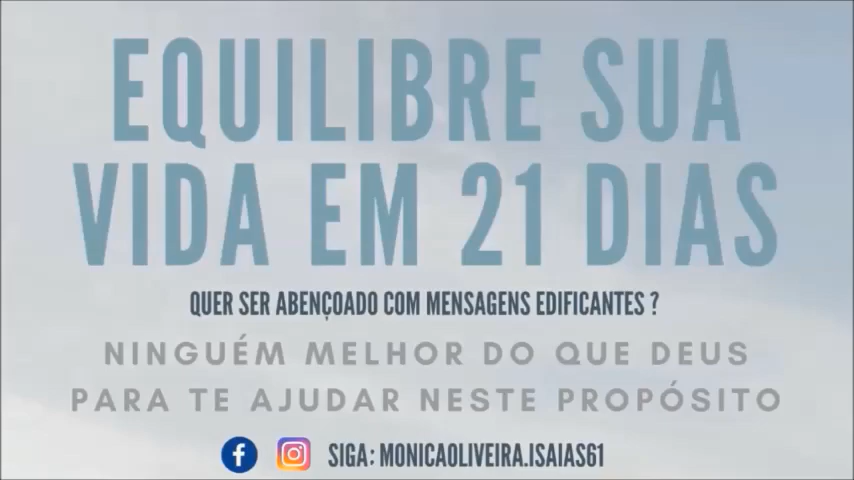 EQUILIBRE SUA
VIDA EM 21 DIAS
QUER SER ABENÇOADO COM MENSAGENS EDIFICANTES ?
NINGUÉM MELHOR DO QUE DEUS
PARA TE AJUDAR NESTE PROPÓSITO
SIGA: MONICAOLIVEIRA.ISAIAS61